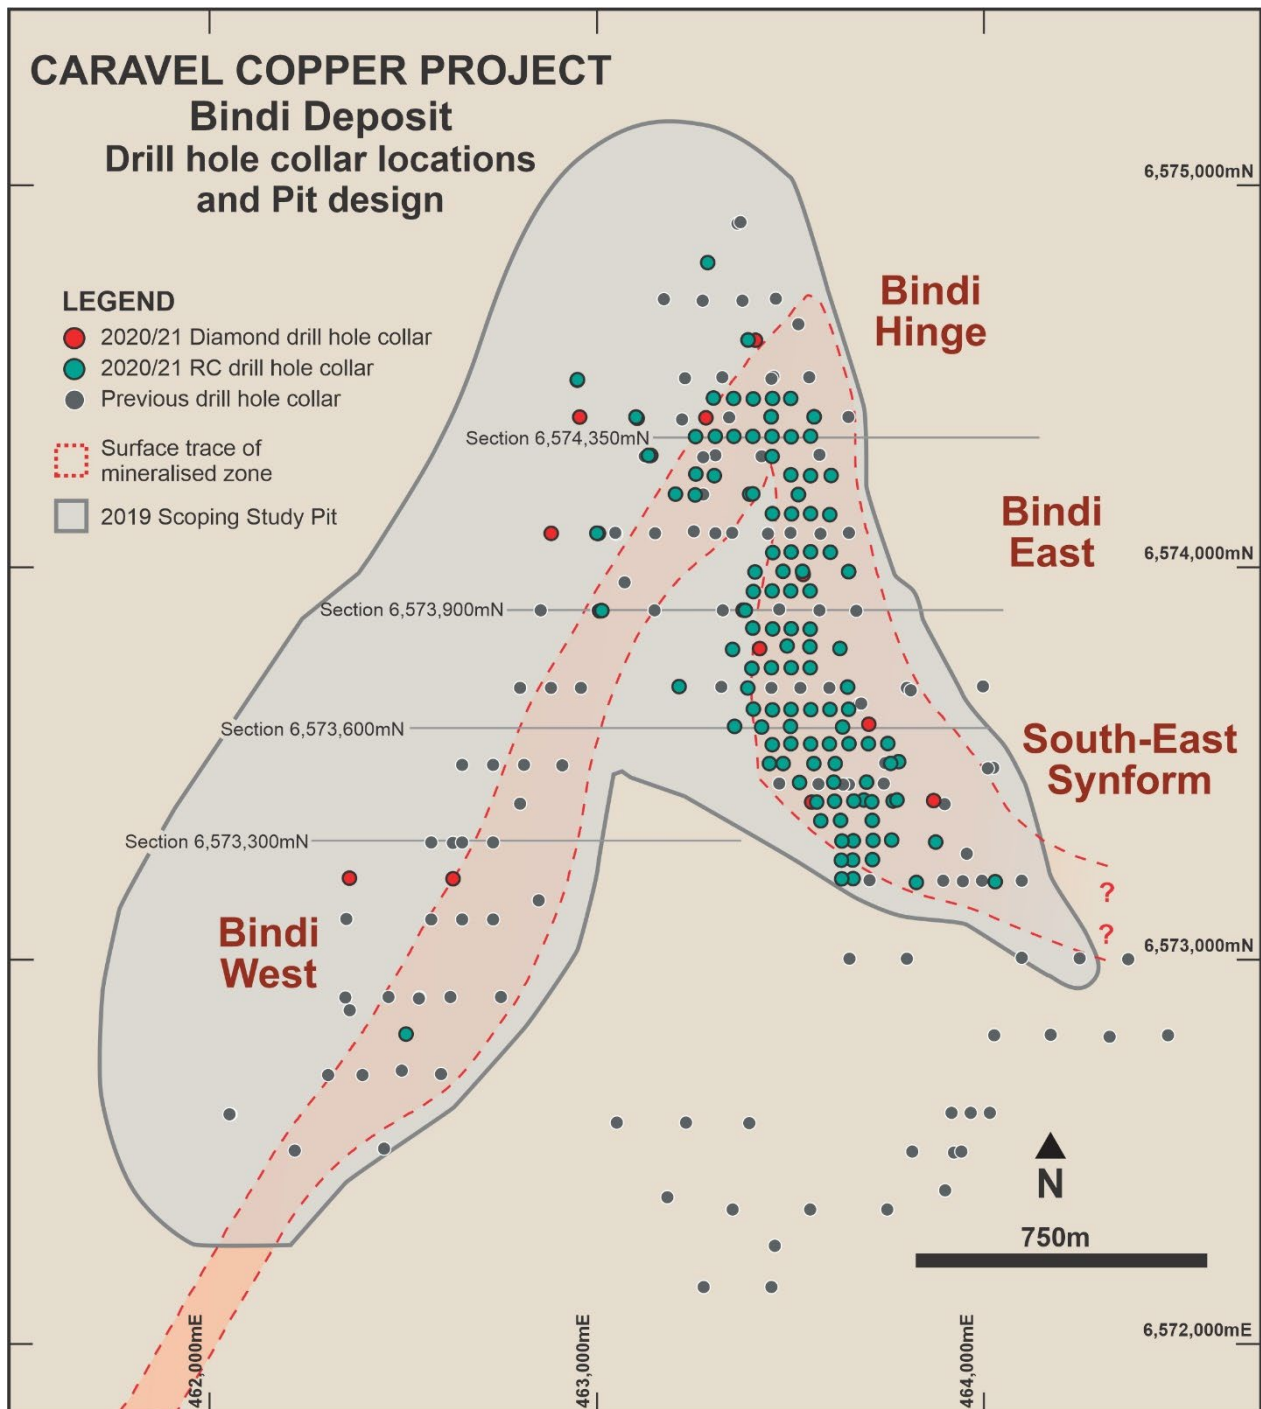 CARAVEL COPPER PROJECT
Bindi Deposit
Drill hole collar locations
and Pit design
6,575,000mN
LEGEND
2020/21 Diamond drill hole collar
2020/21 RC drill hole collar
Previous drill hole collar
Surface trace of
mineralised zone
2019 Scoping Study Pit
Bindi
Hinge
Section 6,574,350mN
Bindi
East
6,574,000mN
Section 6,573,900mN
Section 6,573,600mN
South-East
Synform
Section 6,573,300mN
?
?
Bindi
West
6,573,000mN
N
750m
6,572,000mE
462,000mE
463,000mE
464,000mE